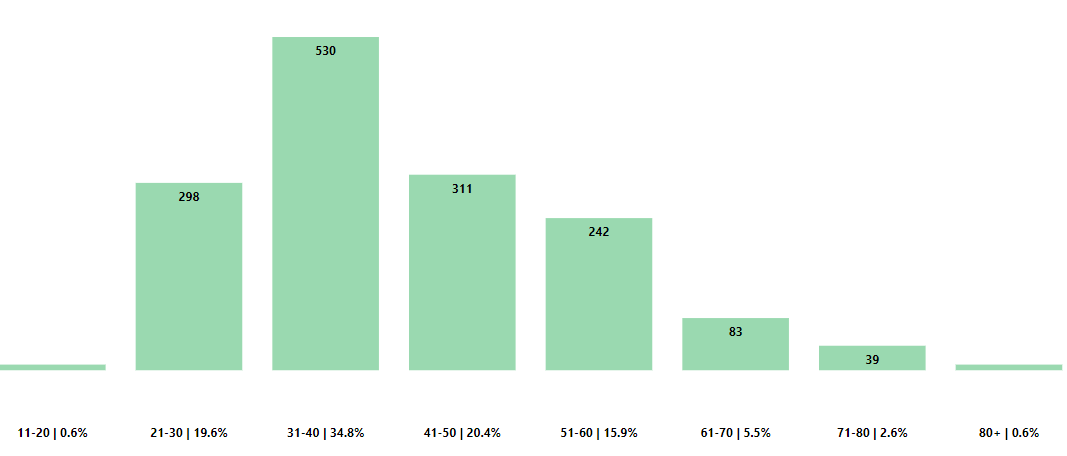 530
298
311
242
83
39
11-20 | 0.6%
21-30 | 19.6%
31-40 | 34.8%
41-50 | 20.4%
51-60 | 15.9%
61-70 | 5.5%
71-80 | 2.6%
80+ | 0.6%